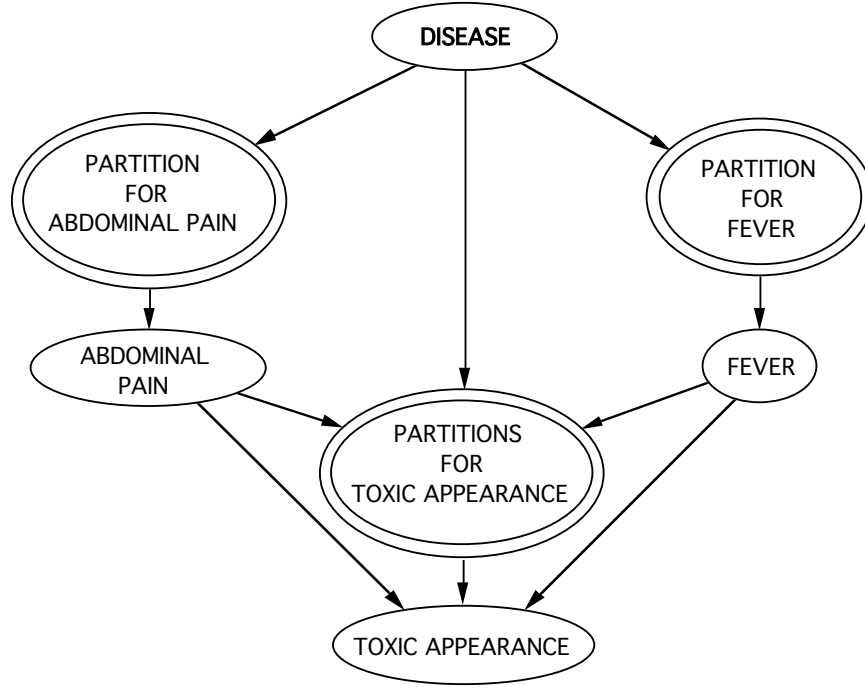 DISEASE
PARTITION
FOR
ABDOMINAL PAIN
PARTITION
FOR
FEVER
ABDOMINAL
PAIN
FEVER
PARTITIONS
FOR
TOXIC APPEARANCE
TOXIC APPEARANCE